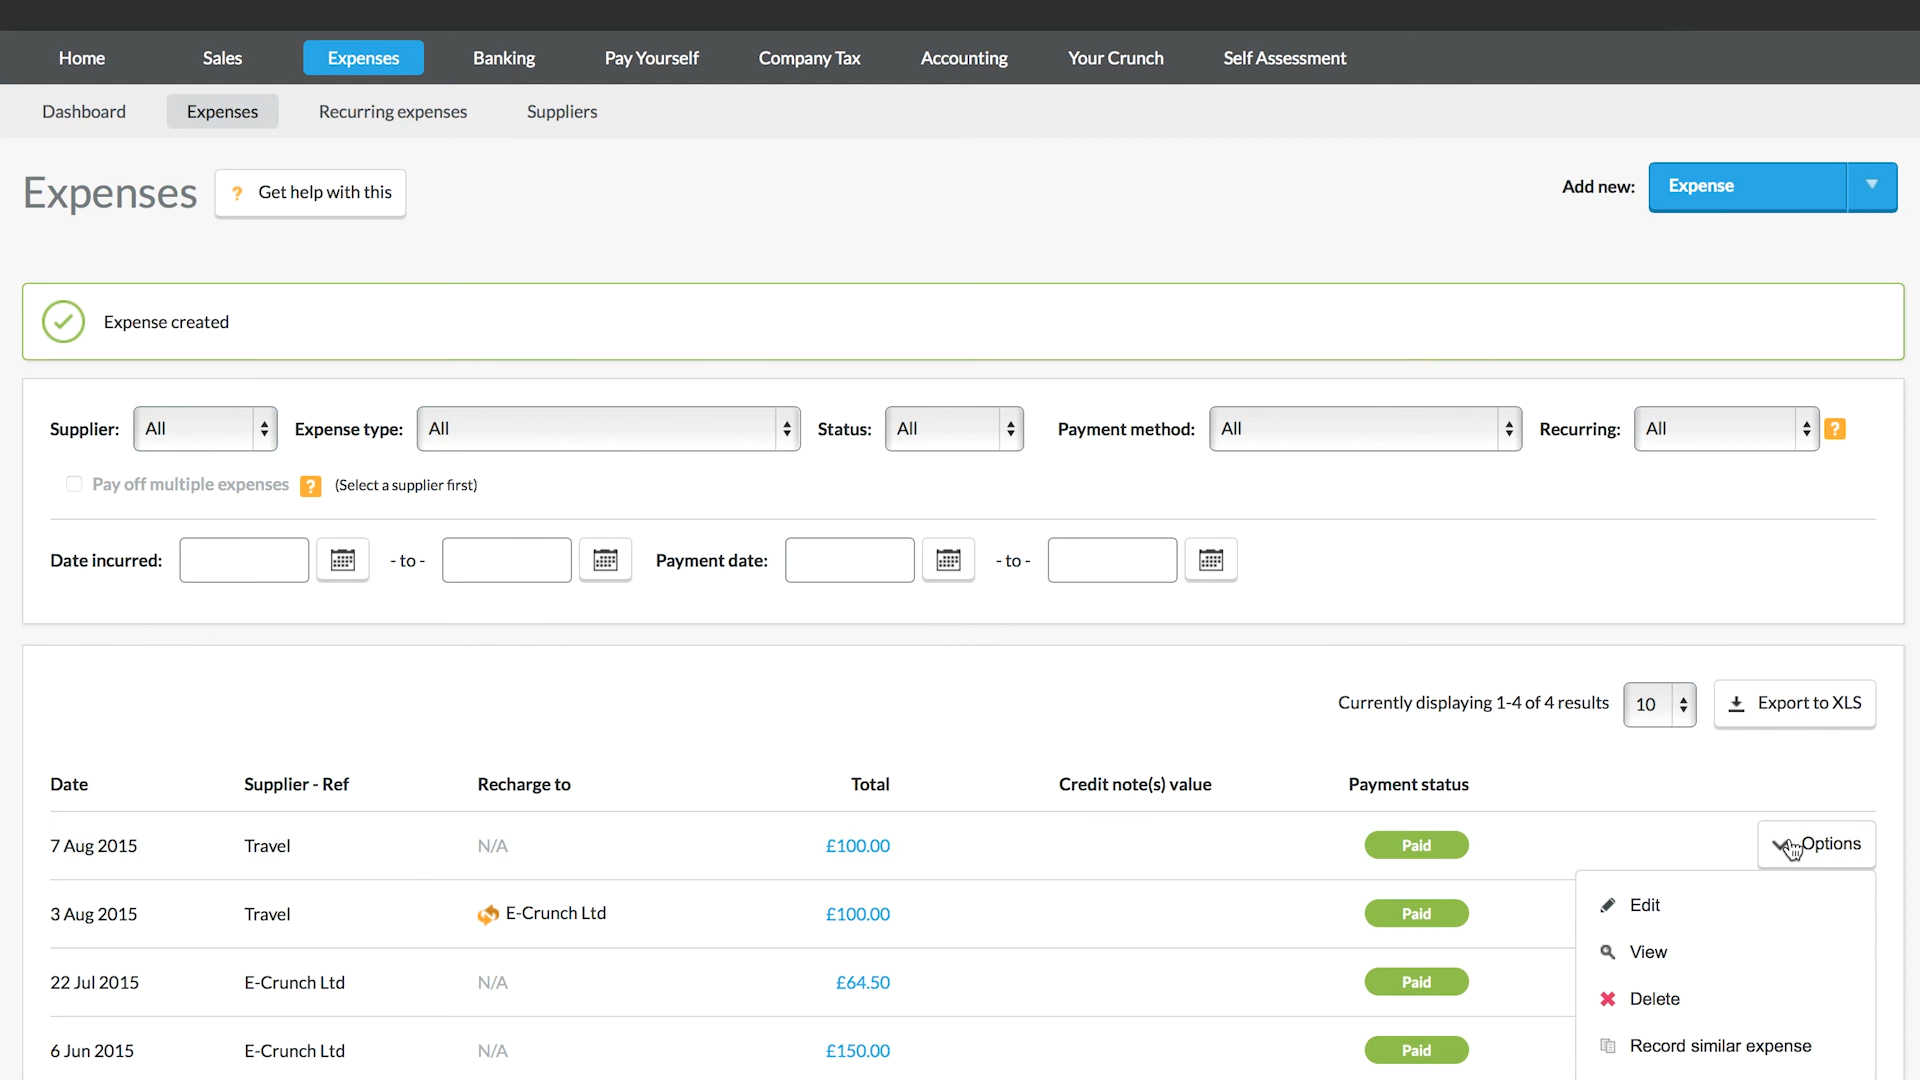 Home Sales Expenses Banking Pay Yourself Company Tax Accounting Your Crunch Self Assessment
Dashboard Expenses Recurring expenses Suppliers
Expenses ? Get help with this Add new: Expense
Expense created
Supplier: All Expense type: All Status: All Payment method: All Recurring: All ?
Pay off multiple expenses ? (Select a supplier first)
Date incurred: - to - Payment date: - to -
Currently displaying 1-4 of 4 results 10 Export to XLS
Date Supplier - Ref Recharge to Total Credit note(s) value Payment status
7 Aug 2015 Travel N/A £100.00 Paid Options
Edit
3 Aug 2015 Travel E-Crunch Ltd £100.00 Paid
View
22 Jul 2015 E-Crunch Ltd N/A £64.50 Paid
Delete
6 Jun 2015 E-Crunch Ltd N/A £150.00 Paid
Record similar expense